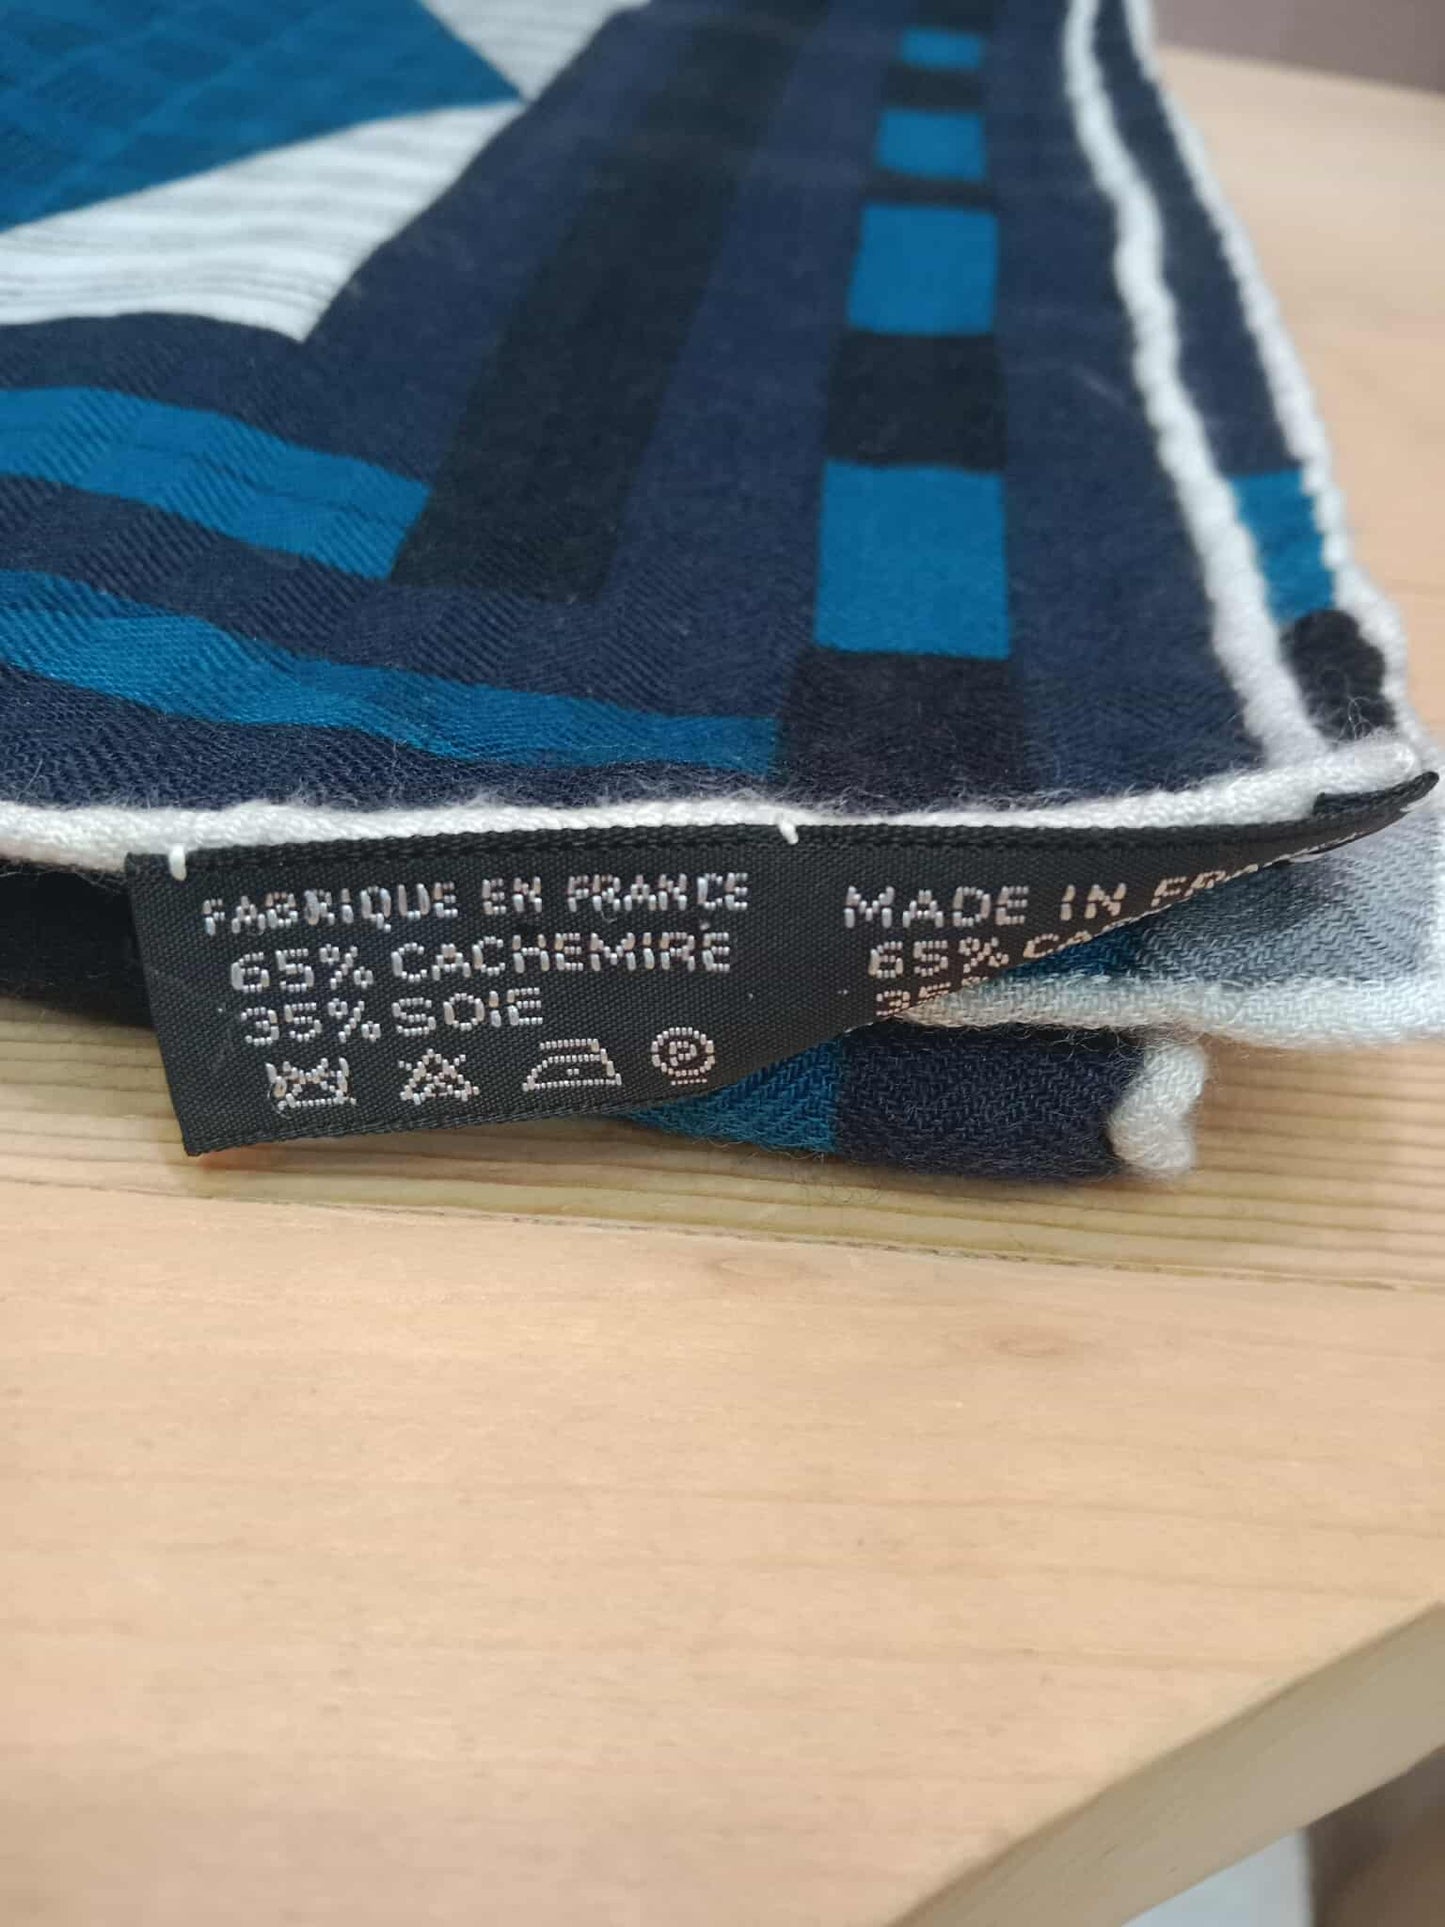 FABRIQUE EN FRANCE
65% CACHEMIRE
35% SOIE
P
MADE IN
65%